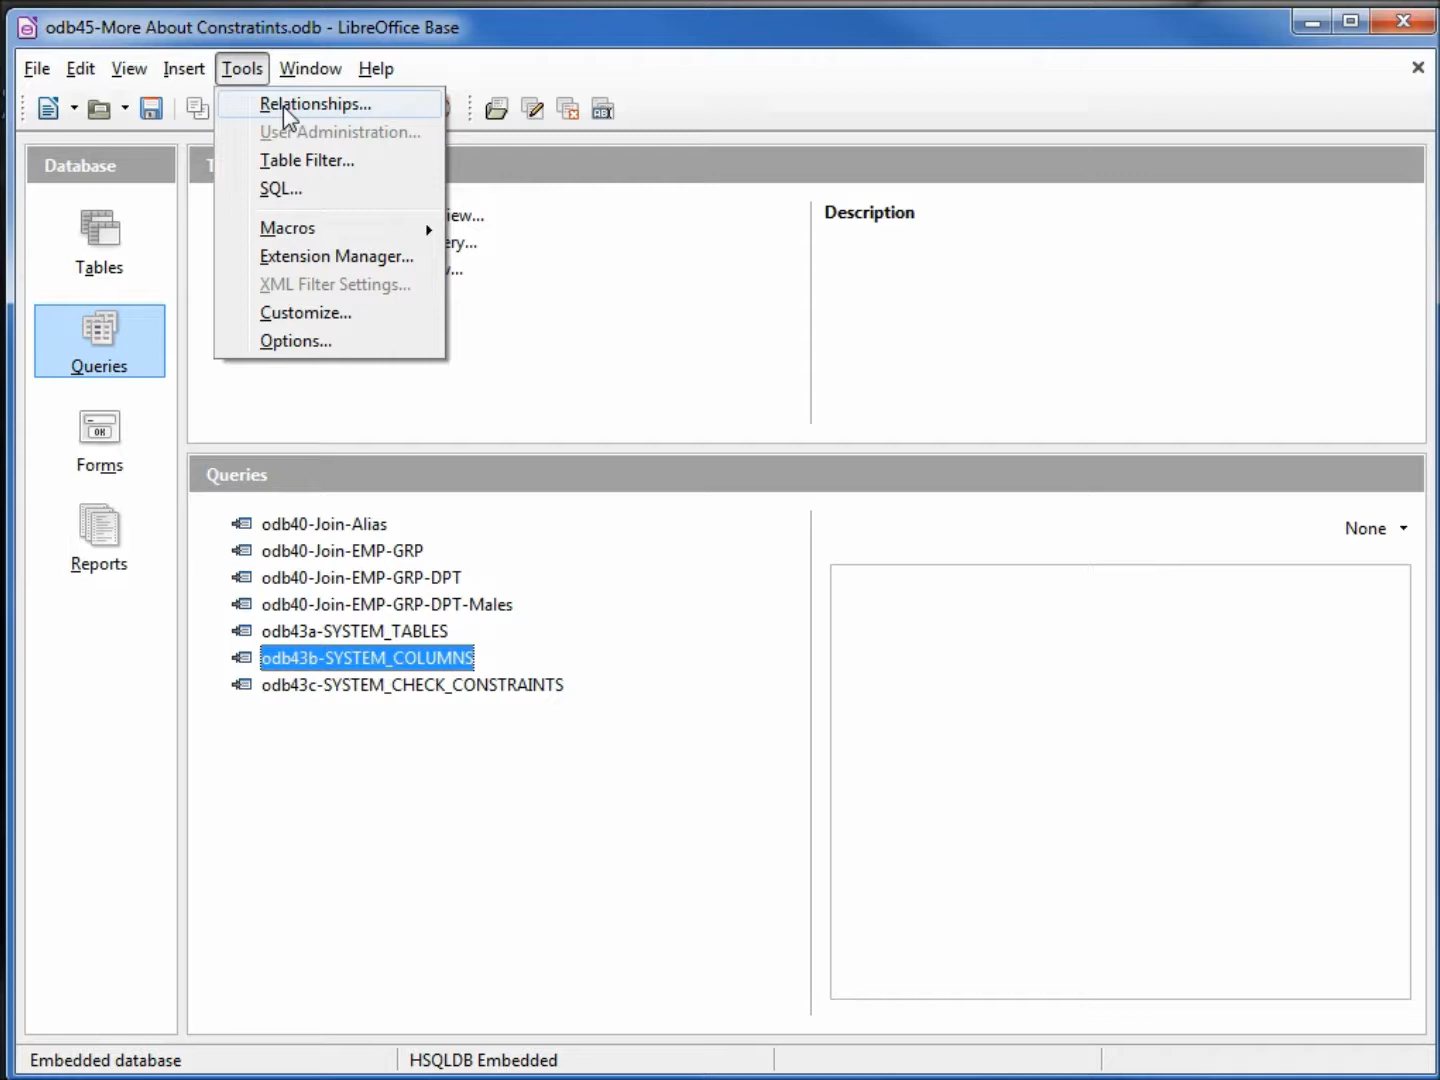 odb45-More About Constratints.odb - LibreOffice Base
File Edit View Insert Tools Window Help
Relationships...
User Administration...
Table Filter...
SQL...
Macros
Extension Manager...
XML Filter Settings...
Customize...
Options...
Database
T
iew...
ery...
...
Description
Tables
Queries
Forms
Reports
Queries
odb40-Join-Alias
odb40-Join-EMP-GRP
odb40-Join-EMP-GRP-DPT
odb40-Join-EMP-GRP-DPT-Males
odb43a-SYSTEM_TABLES
odb43b-SYSTEM_COLUMNS
odb43c-SYSTEM_CHECK_CONSTRAINTS
None
Embedded database
HSQLDB Embedded